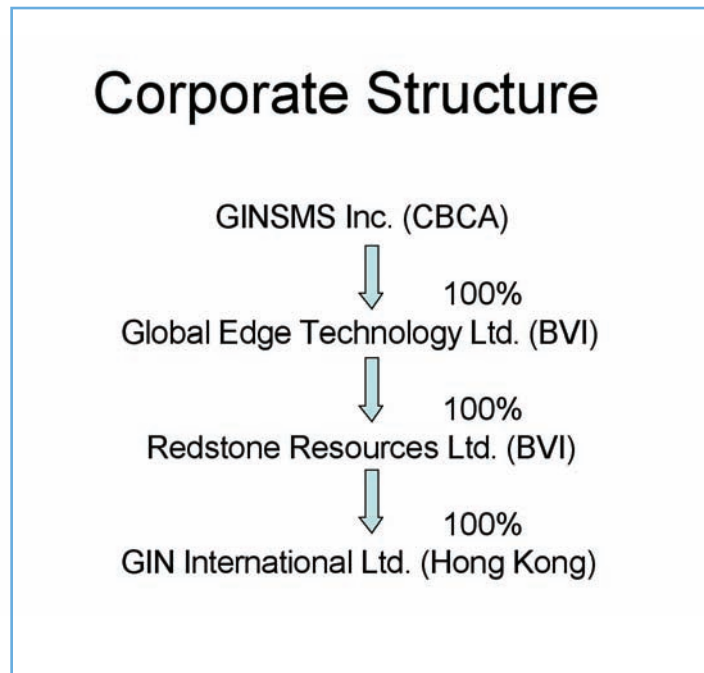 Corporate Structure
GINSMS Inc. (CBCA)
100%
Global Edge Technology Ltd. (BVI)
100%
Redstone Resources Ltd. (BVI)
100%
GIN International Ltd. (Hong Kong)